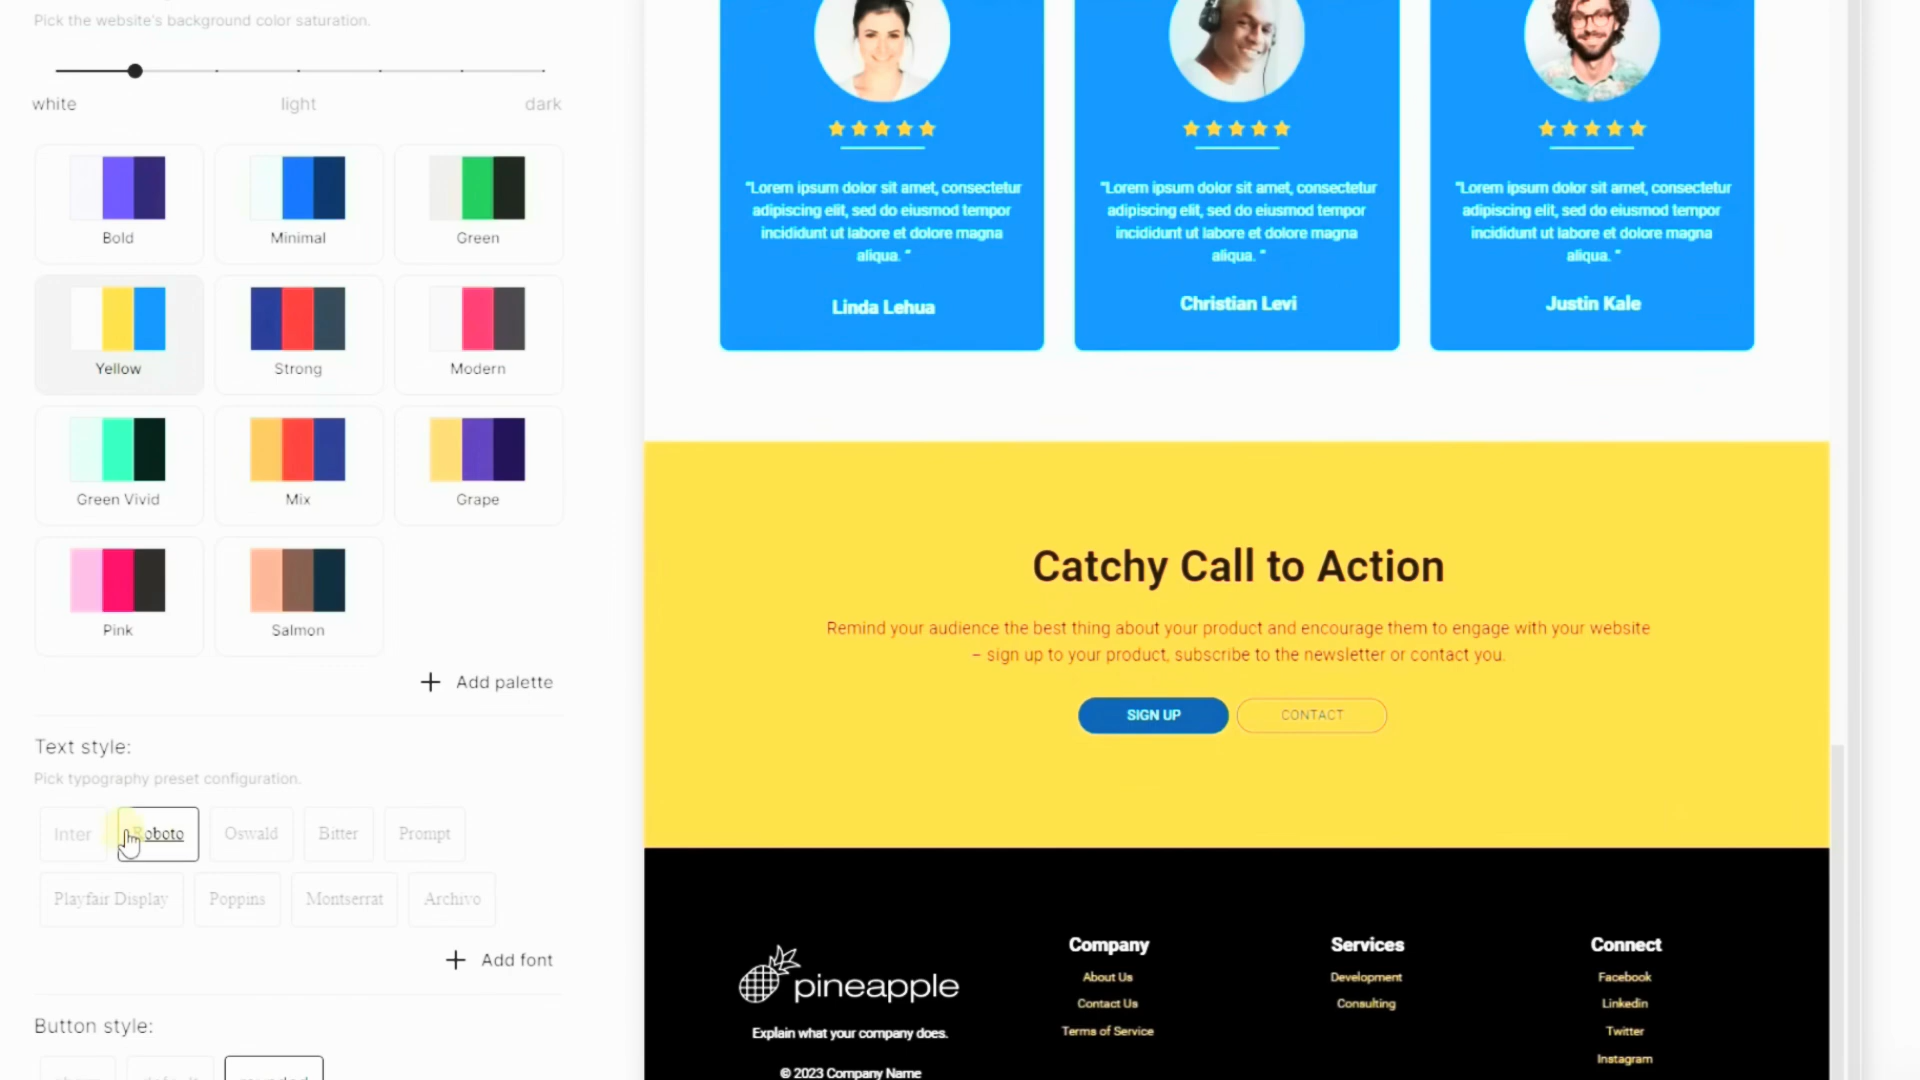 Pick the website's background color saturation.
white light dark
Bold Minimal Green
Yellow Strong Modern
Green Vivid Mix Grape
Pink Salmon
+ Add palette
Text style:
Pick typography preset configuration.
Inter Roboto Oswald Bitter Prompt
Playfair Display Poppins Montserrat Archivo
+ Add font
Button style:
"Lorem ipsum dolor sit amet, consectetur
adipiscing elit, sed do eiusmod tempor
incididunt ut labore et dolore magna
aliqua. "
Linda Lehua
"Lorem ipsum dolor sit amet, consectetur
adipiscing elit, sed do eiusmod tempor
incididunt ut labore et dolore magna
aliqua. "
Christian Levi
"Lorem ipsum dolor sit amet, consectetur
adipiscing elit, sed do eiusmod tempor
incididunt ut labore et dolore magna
aliqua. "
Justin Kale
Catchy Call to Action
Remind your audience the best thing about your product and encourage them to engage with your website
– sign up to your product, subscribe to the newsletter or contact you.
SIGN UP CONTACT
pineapple
Explain what your company does.
© 2023 Company Name
Company
About Us
Contact Us
Terms of Service
Services
Development
Consulting
Connect
Facebook
Linkedin
Twitter
Instagram